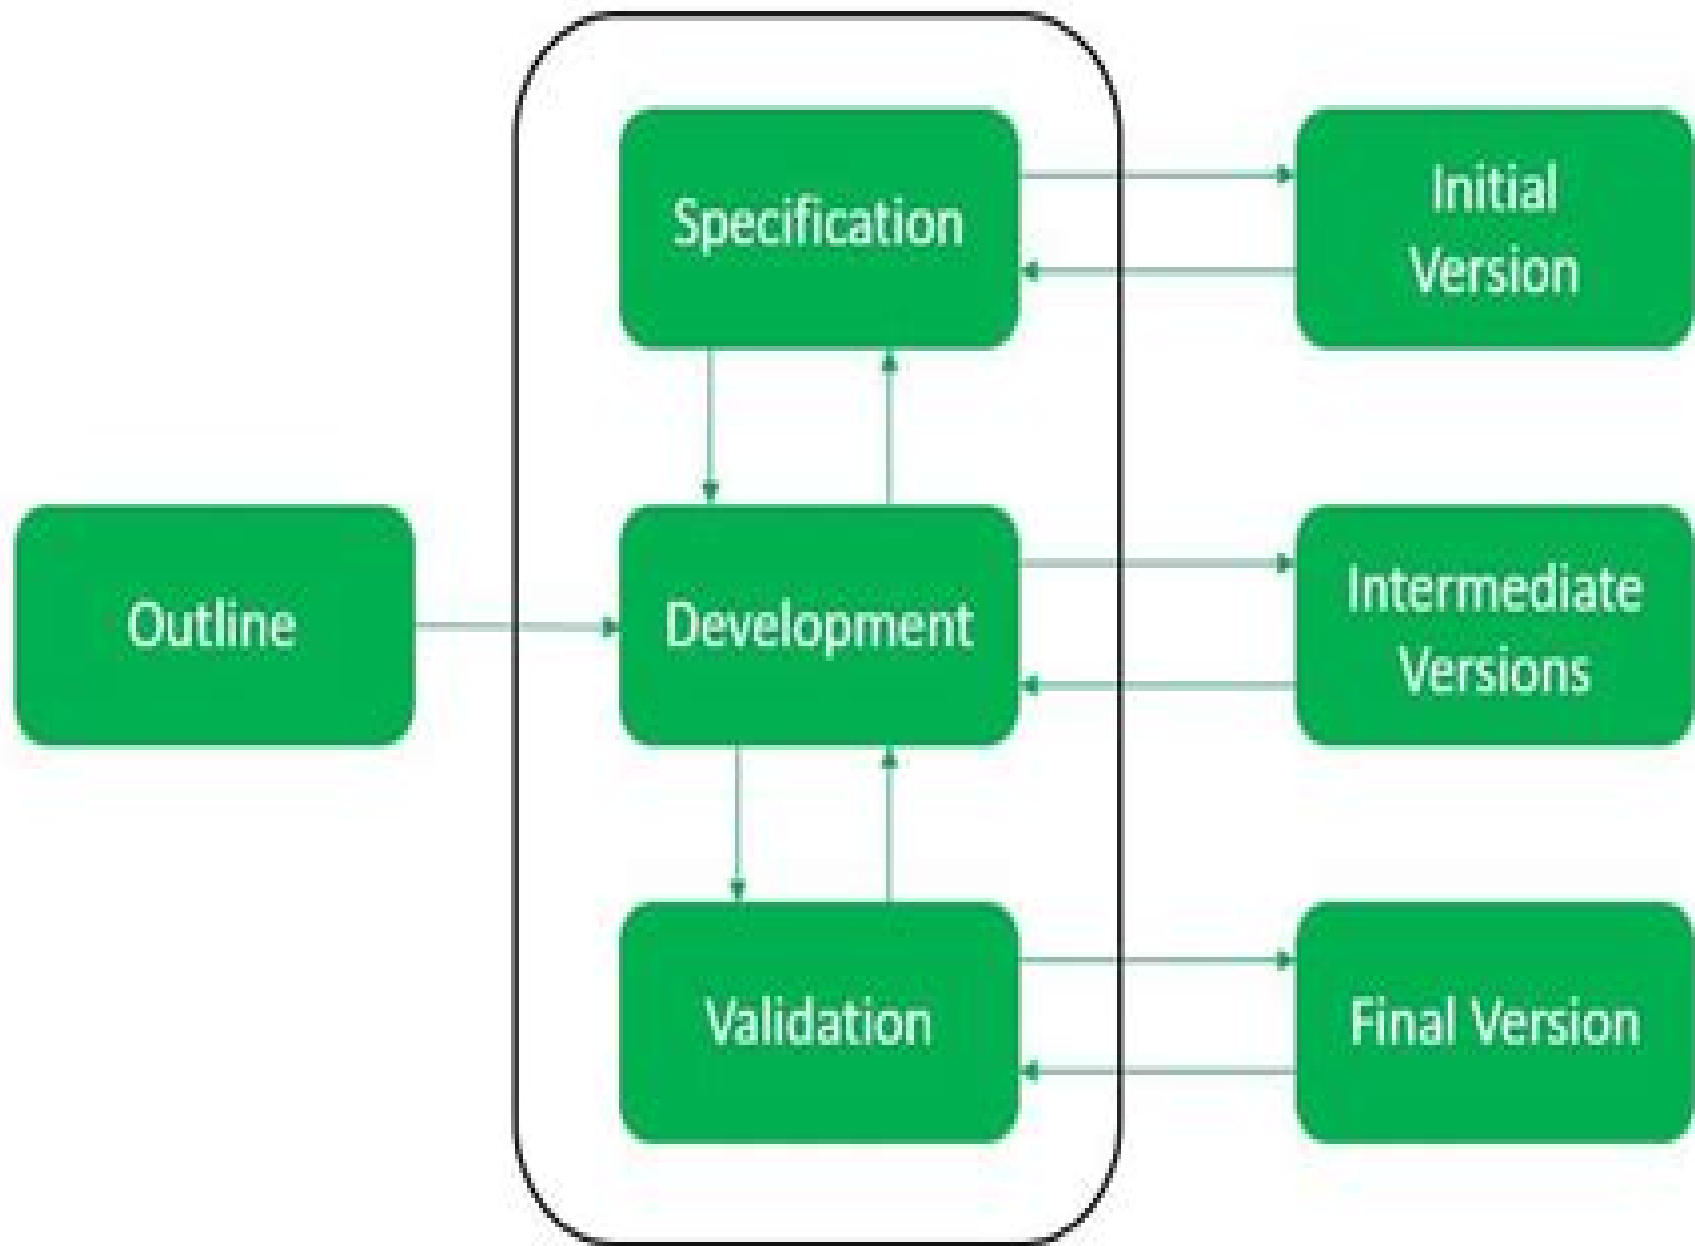 Specification
Initial
Version
Outline
Development
Intermediate
Versions
Validation
Final Version